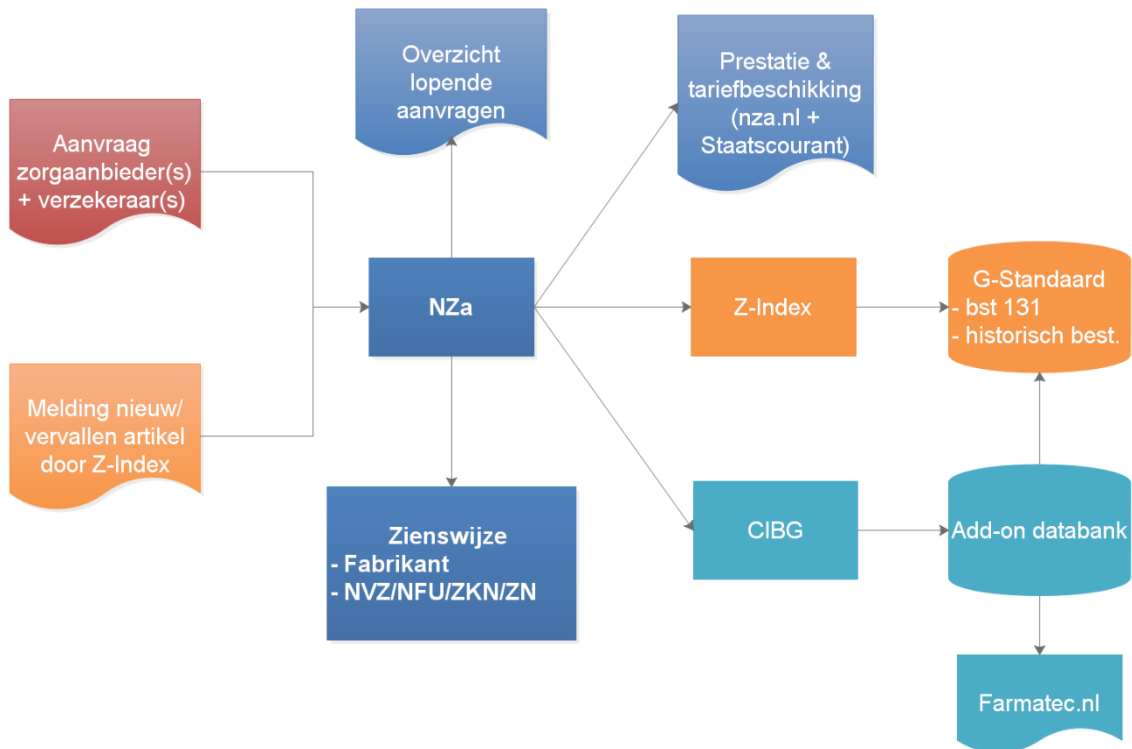 Overzicht
lopende
aanvragen
Prestatie &
tariefbeschikking
(nza.nl +
Staatscourant)
Aanvraag
zorgaanbieder(s)
+ verzekeraar(s)
NZa
Z-Index
G-Standaard
- bst 131
- historisch best.
Melding nieuw/
vervallen artikel
door Z-Index
Zienswijze
- Fabrikant
- NVZ/NFU/ZKN/ZN
CIBG
Add-on databank
Farmatec.nl